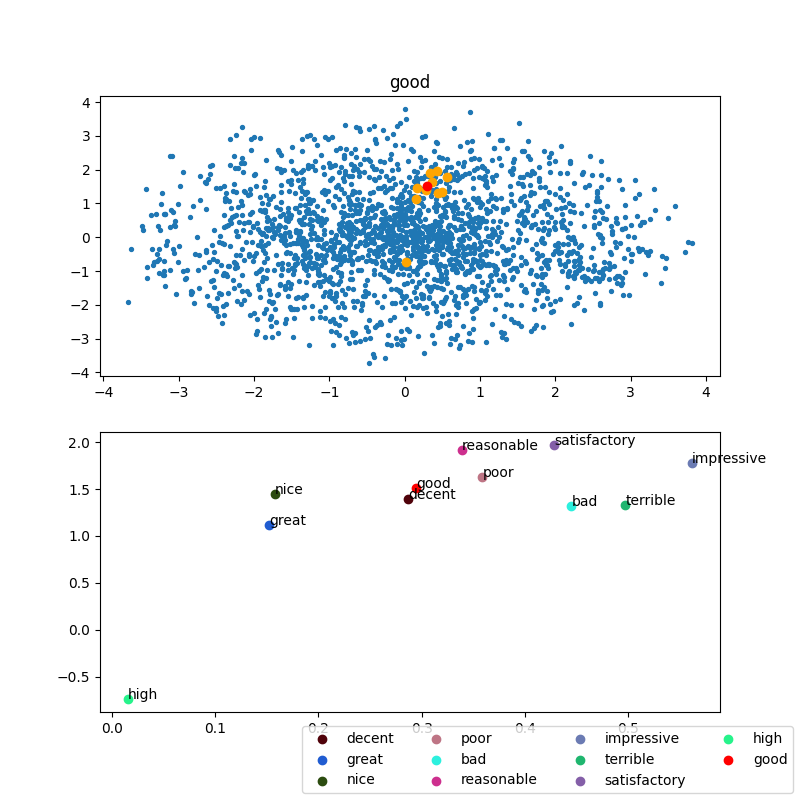 good
4
3
2
1
0
−1
−2
−3
−4
−4 −3 −2 −1 0 1 2 3 4
2.0
1.5
1.0
0.5
0.0
−0.5
reasonable satisfactory
impressive
poor
nice good
decent
bad terrible
great
high
0.0 0.1 0.2 0.3 0.4 0.5
decent poor impressive high
great bad terrible good
nice reasonable satisfactory